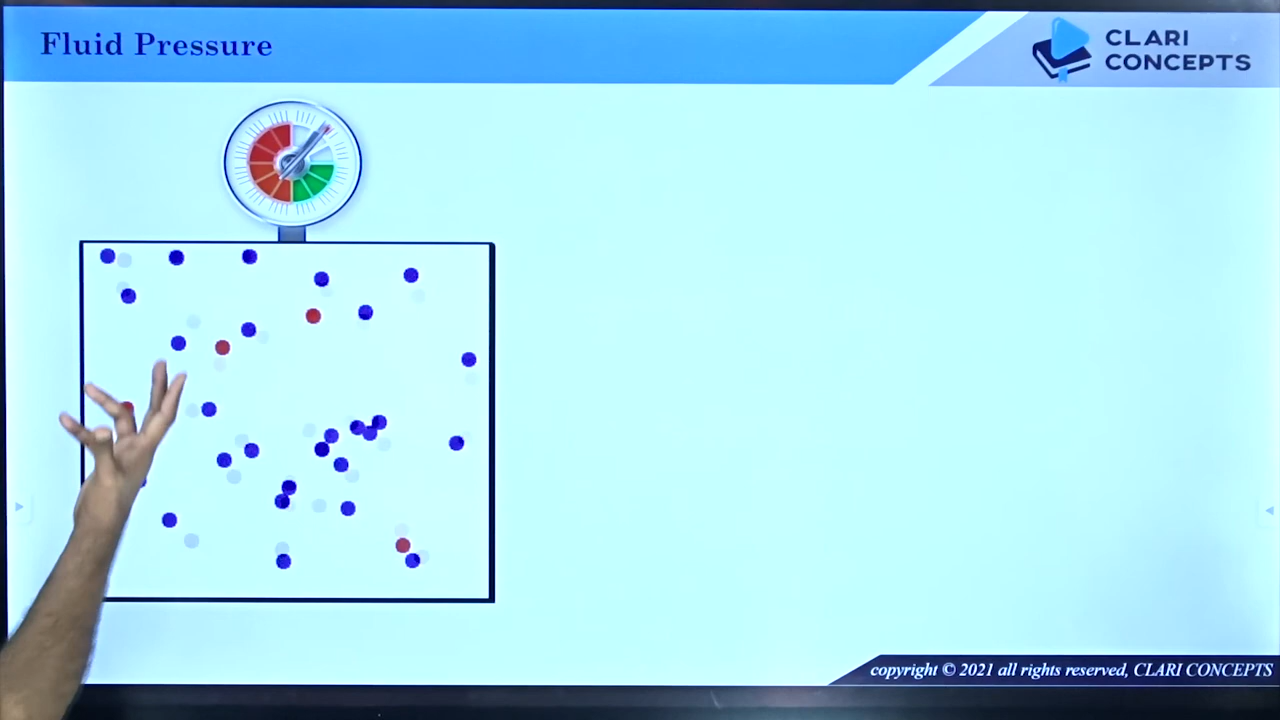 Fluid Pressure
CLARI
CONCEPTS
copyright © 2021 all rights reserved, CLARI CONCEPTS